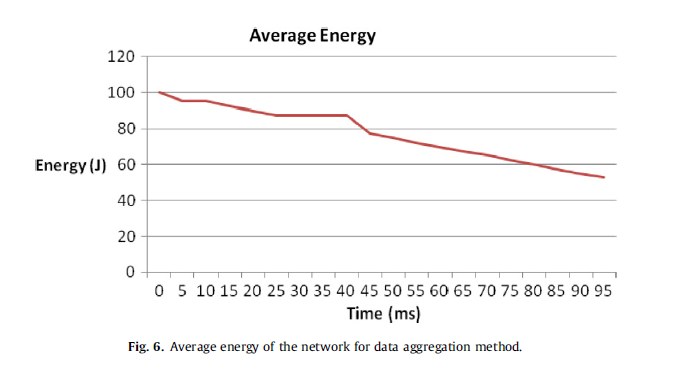 Average Energy
120
100
80
Energy (J) 60
40
20
0
0 5 10 15 20 25 30 35 40 45 50 55 60 65 70 75 80 85 90 95
Time (ms)
Fig. 6. Average energy of the network for data aggregation method.